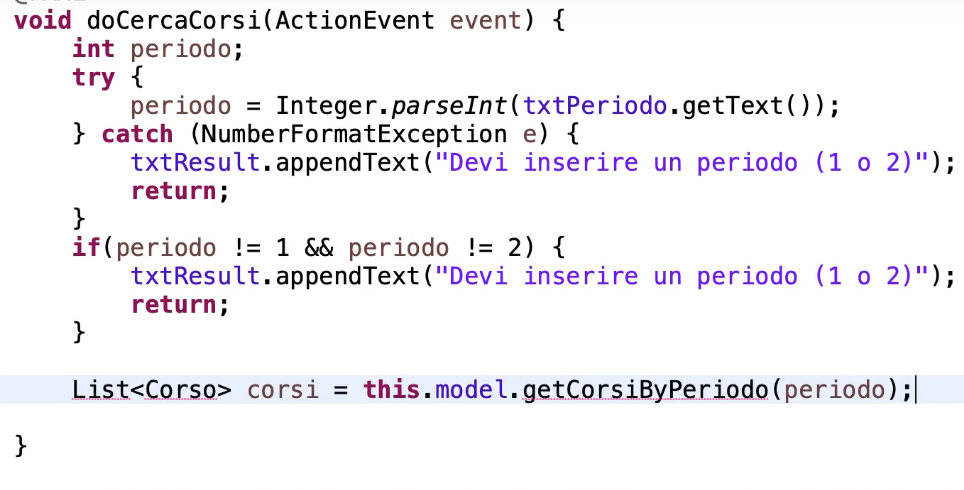 void doCercaCorsi(ActionEvent event) {
int periodo;
try {
periodo = Integer.parseInt(txtPeriodo.getText());
} catch (NumberFormatException e) {
txtResult.appendText("Devi inserire un periodo (1 o 2)");
return;
}
if(periodo != 1 && periodo != 2) {
txtResult.appendText("Devi inserire un periodo (1 o 2)");
return;
}
List<Corso> corsi = this.model.getCorsiByPeriodo(periodo);
}